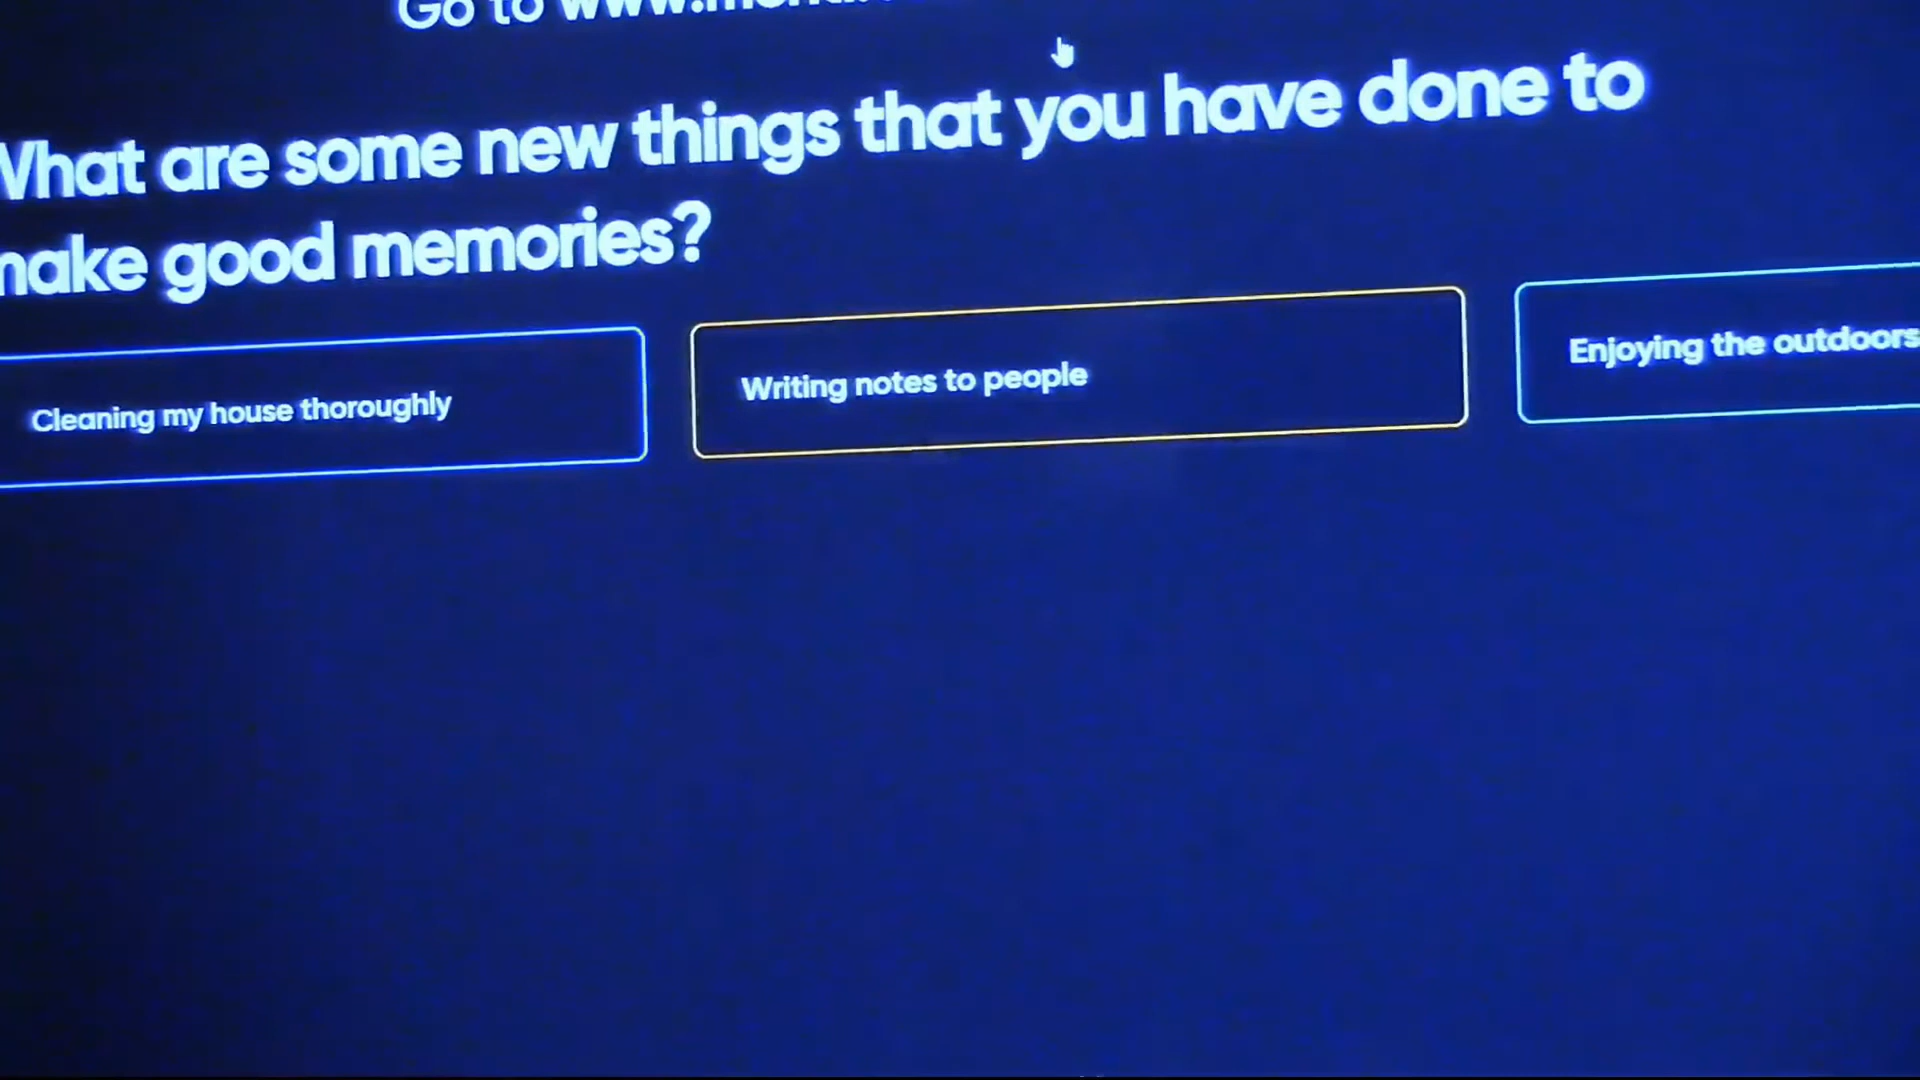 Go to
What are some new things that you have done to
make good memories?
Cleaning my house thoroughly
Writing notes to people
Enjoying the outdoors